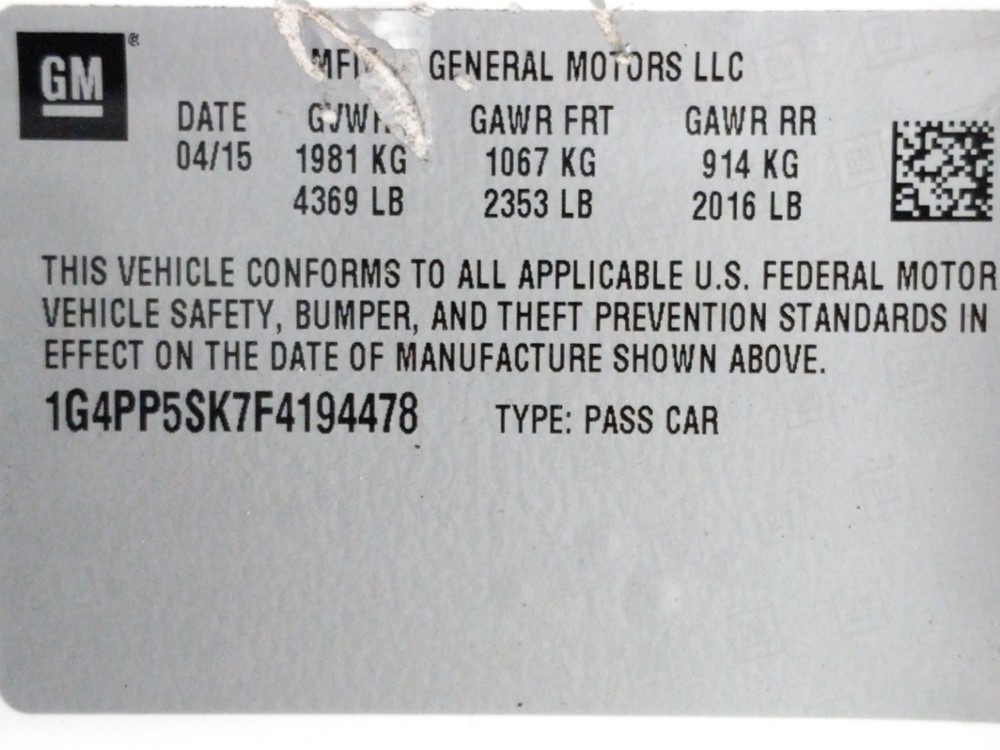 GM®
GENERAL MOTORS LLC
DATE GVWR GAWR FRT GAWR RR
04/15 1981 KG 1067 KG 914 KG
4369 LB 2353 LB 2016 LB
THIS VEHICLE CONFORMS TO ALL APPLICABLE U.S. FEDERAL MOTOR
VEHICLE SAFETY, BUMPER, AND THEFT PREVENTION STANDARDS IN
EFFECT ON THE DATE OF MANUFACTURE SHOWN ABOVE.
1G4PP5SK7F4194478 TYPE: PASS CAR